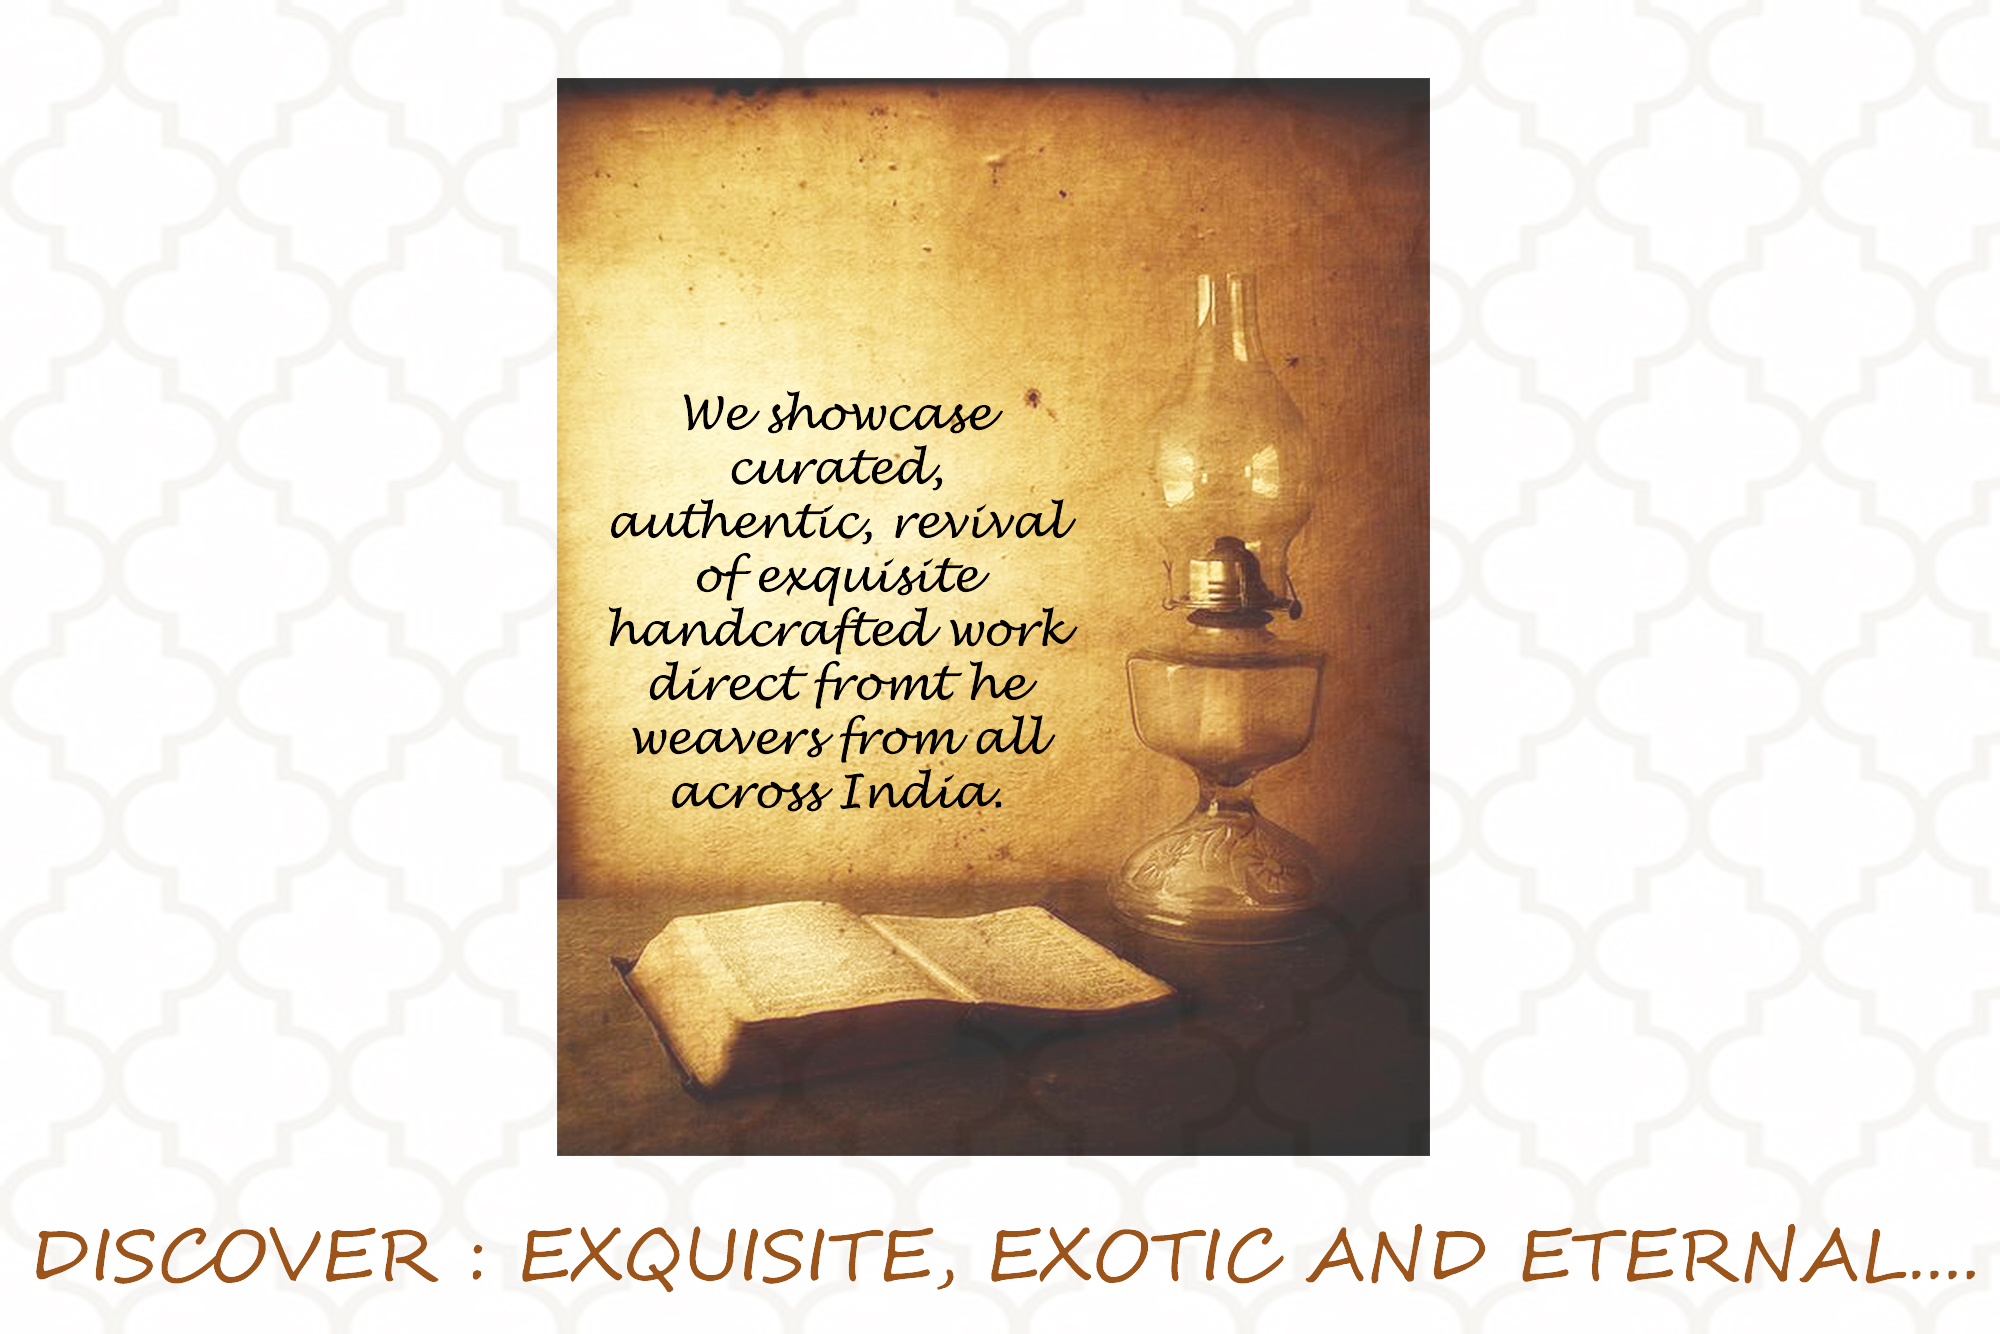 We showcase
curated,
authentic, revival
of exquisite
handcrafted work
direct fromt he
weavers from all
across India.
DISCOVER : EXQUISITE, EXOTIC AND ETERNAL....